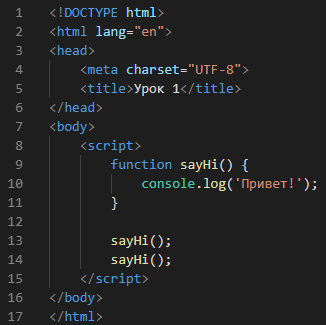 1 <!DOCTYPE html>
2 <html lang="en">
3 <head>
4     <meta charset="UTF-8">
5     <title>Урок 1</title>
6 </head>
7 <body>
8     <script>
9         function sayHi() {
10             console.log('Привет!');
11         }
12
13         sayHi();
14         sayHi();
15     </script>
16 </body>
17 </html>